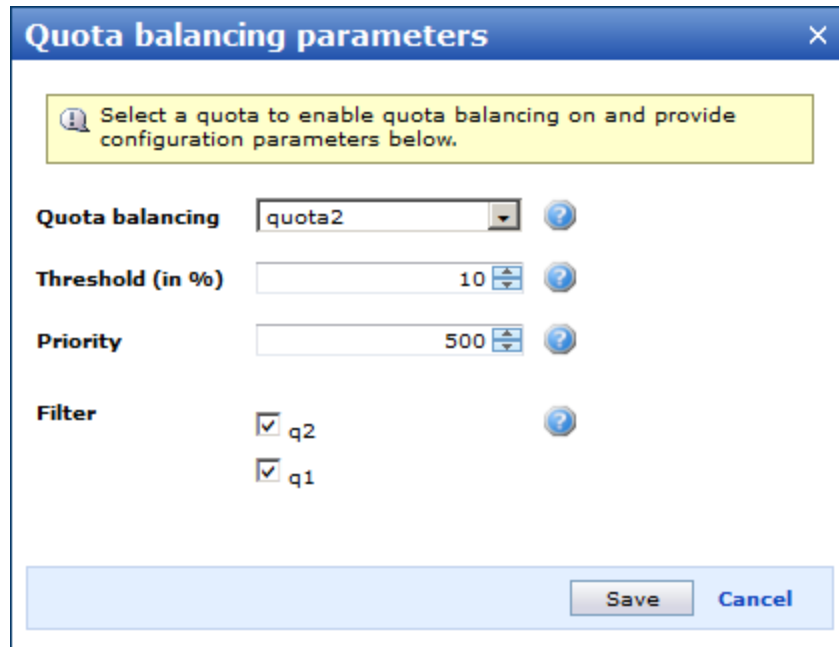 Quota balancing parameters
Select a quota to enable quota balancing on and provide
configuration parameters below.
Quota balancing quota2
Threshold (in %) 10
Priority 500
Filter
q2
q1
Save Cancel